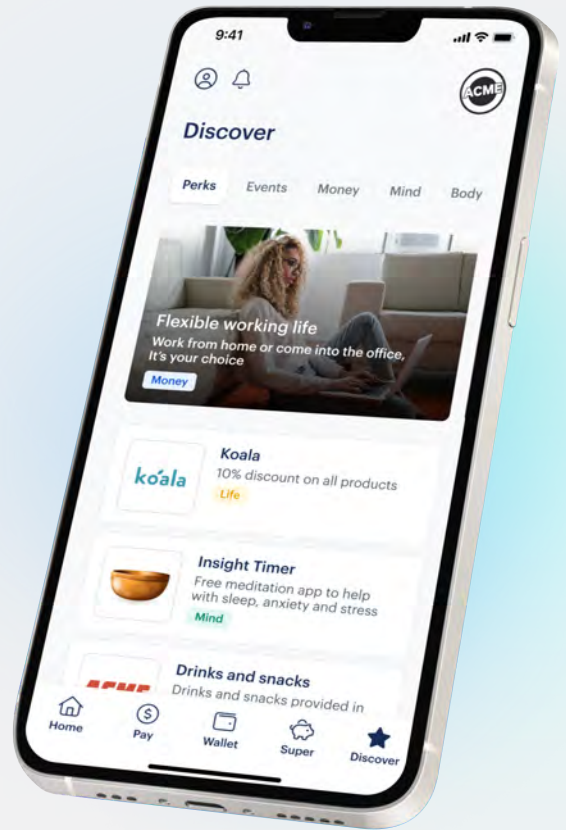 9:41
ACME
Discover
Perks Events Money Mind Body
Flexible working life
Work from home or come into the office,
It's your choice
Money
koala
Koala
10% discount on all products
Life
Insight Timer
Free meditation app to help
with sleep, anxiety and stress
Mind
ACME
Drinks and snacks
Drinks and snacks provided in
Home Pay Wallet Super Discover